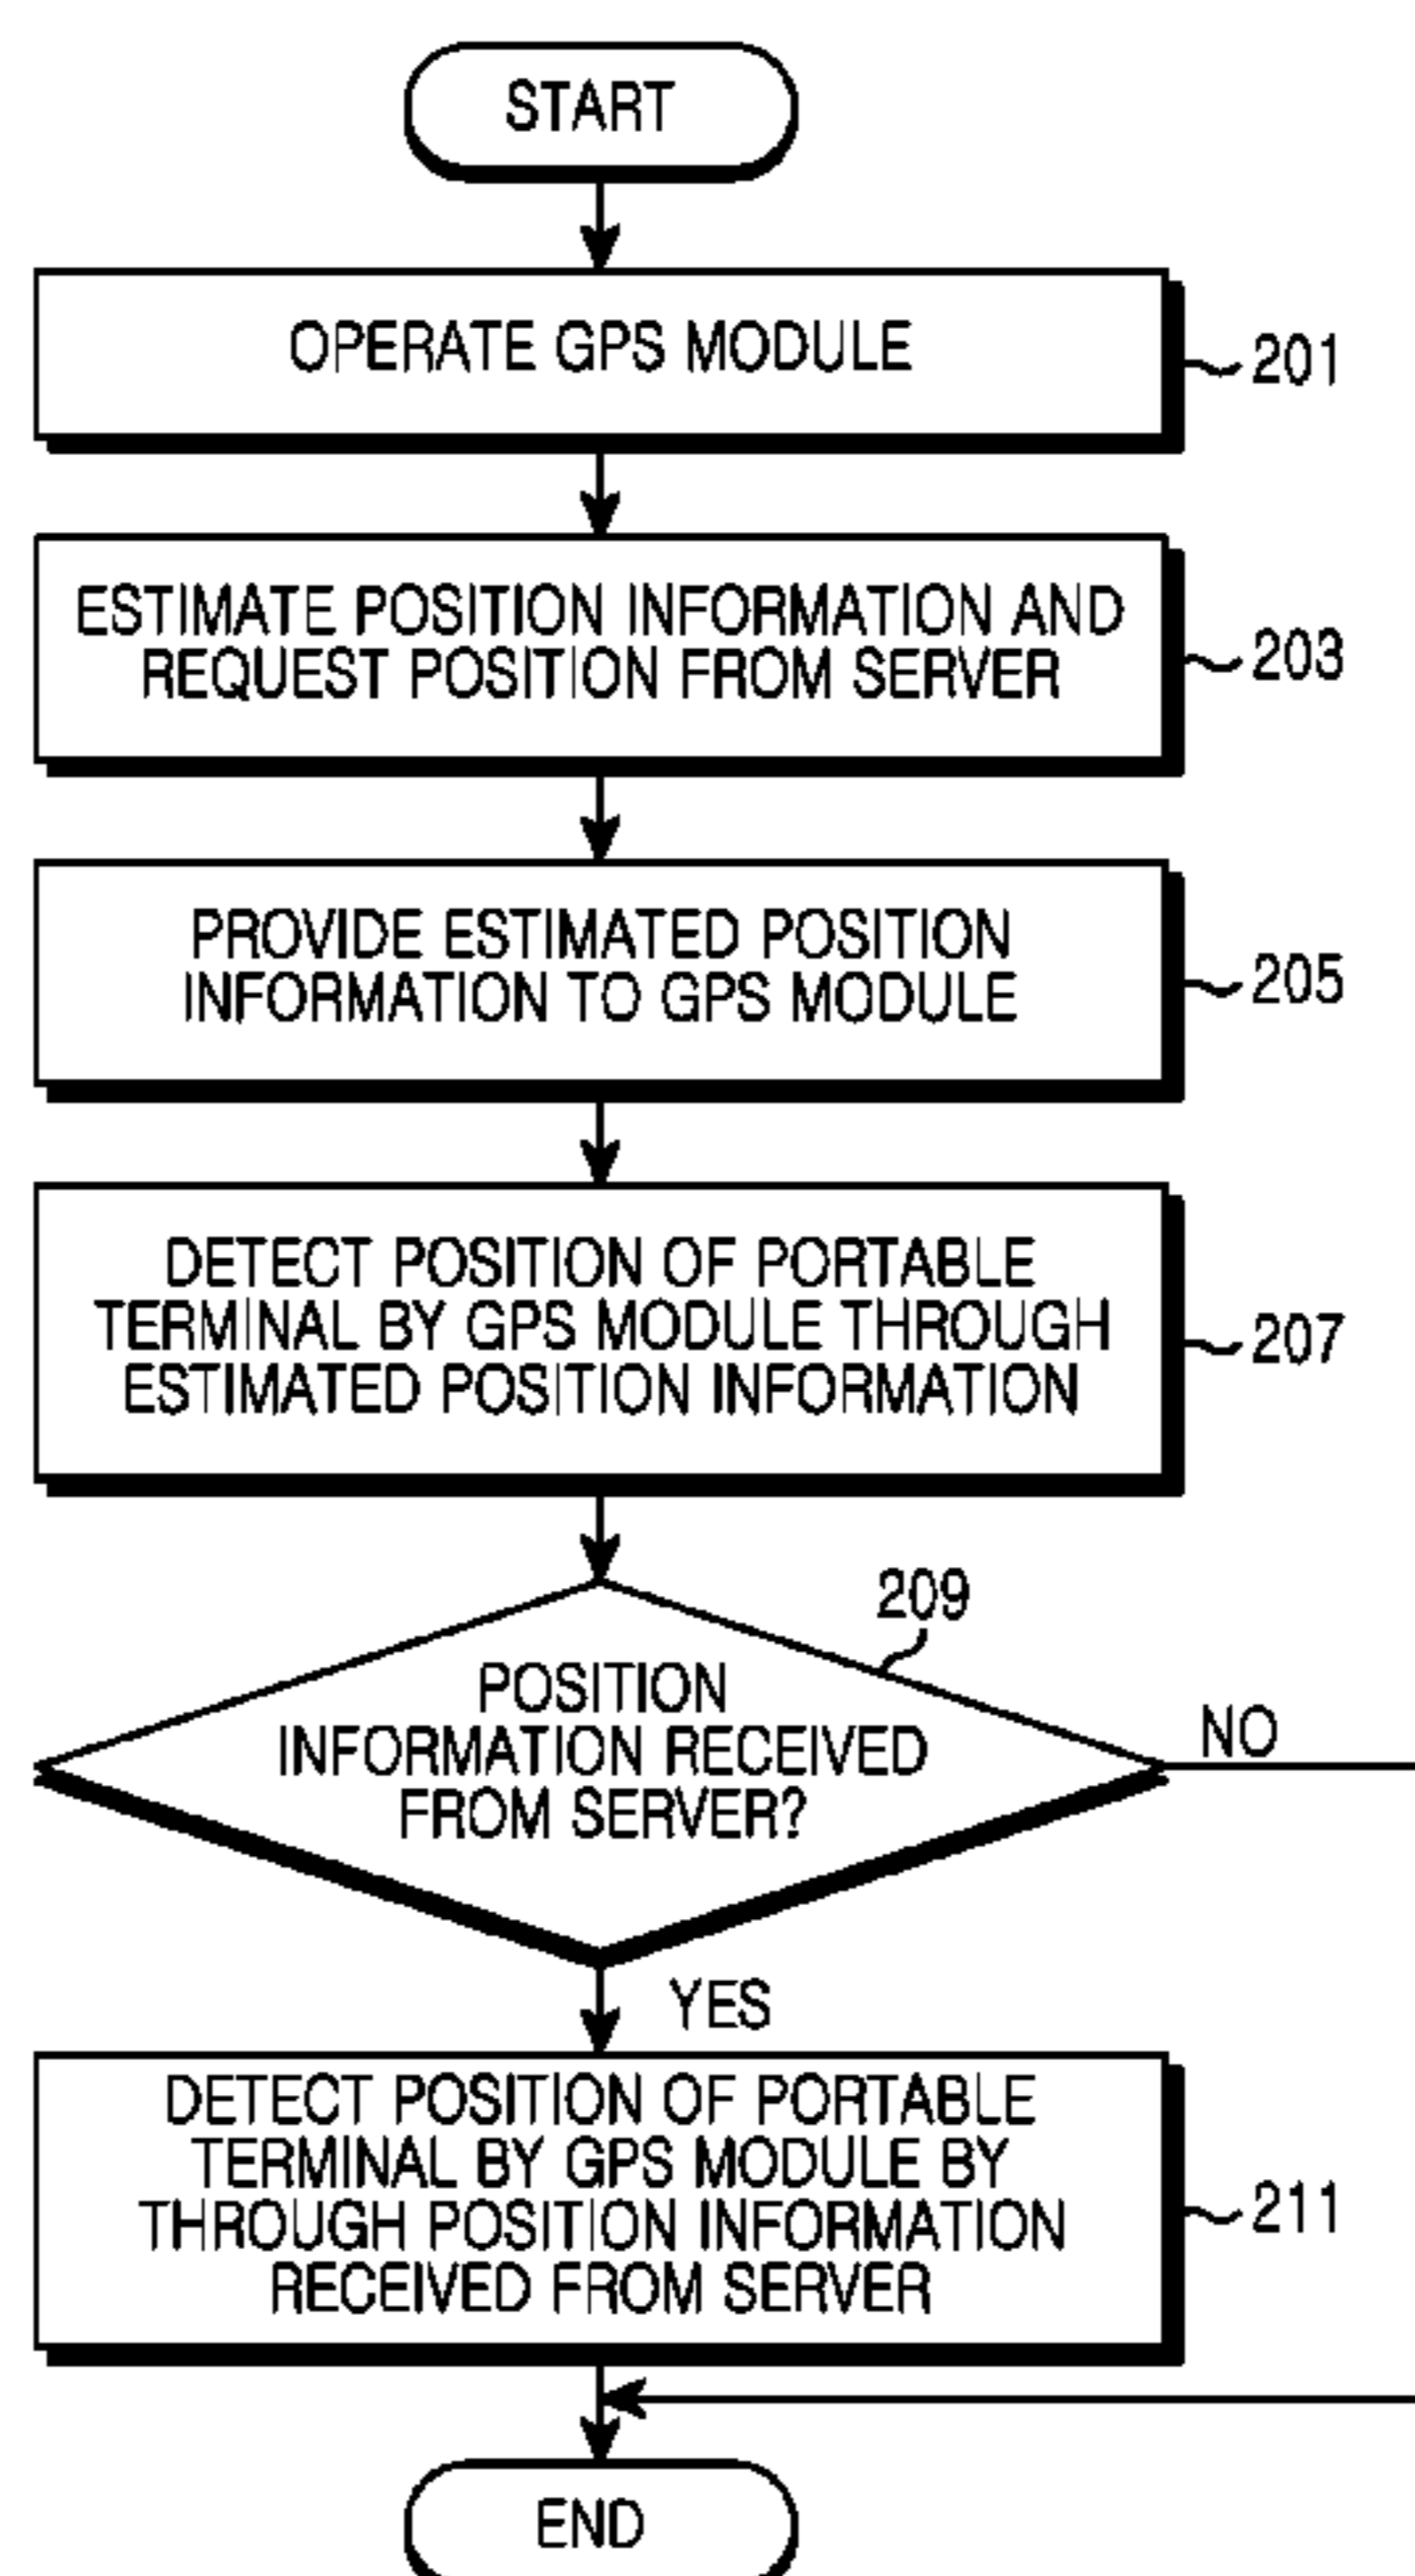 START
OPERATE GPS MODULE
201
ESTIMATE POSITION INFORMATION AND
REQUEST POSITION FROM SERVER
203
PROVIDE ESTIMATED POSITION
INFORMATION TO GPS MODULE
205
DETECT POSITION OF PORTABLE
TERMINAL BY GPS MODULE THROUGH
ESTIMATED POSITION INFORMATION
207
209
POSITION
INFORMATION RECEIVED
FROM SERVER?
NO
YES
DETECT POSITION OF PORTABLE
TERMINAL BY GPS MODULE BY
THROUGH POSITION INFORMATION
RECEIVED FROM SERVER
211
END